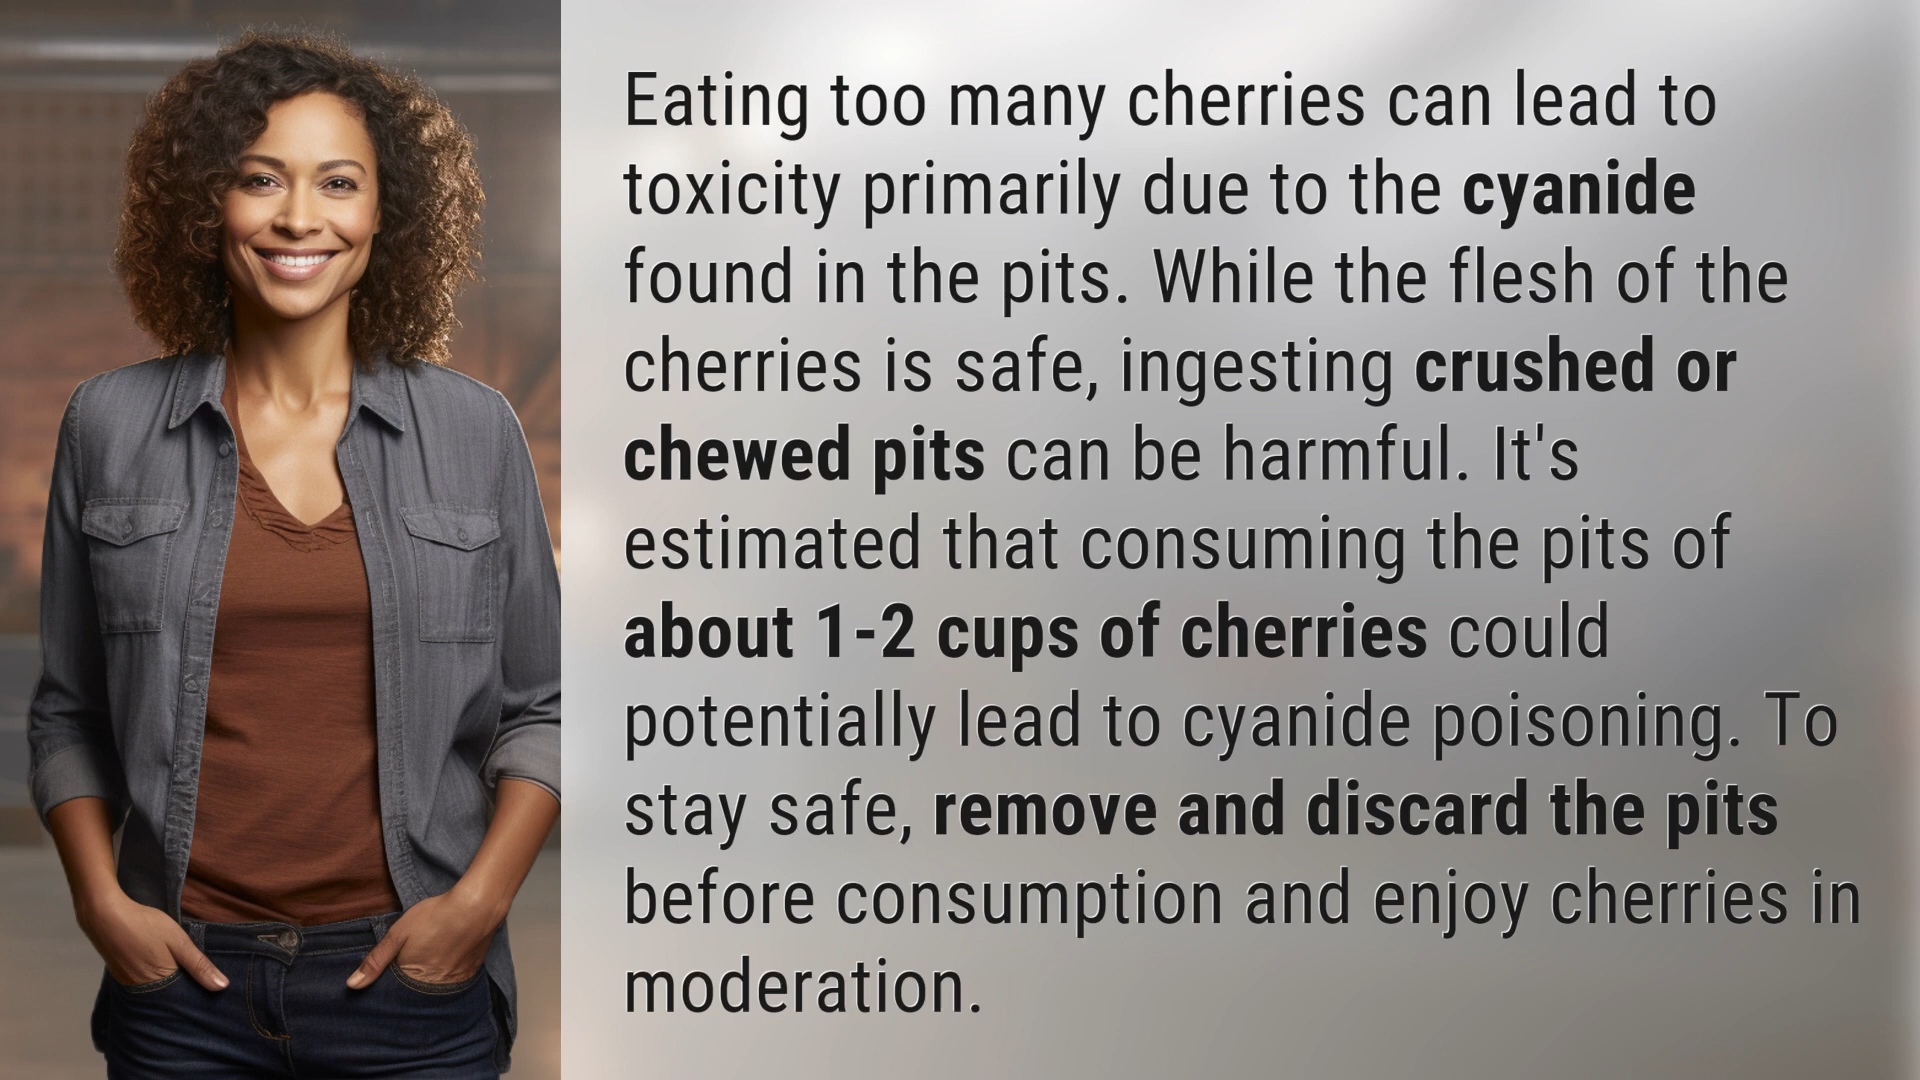 Eating too many cherries can lead to
toxicity primarily due to the cyanide
found in the pits. While the flesh of the
cherries is safe, ingesting crushed or
chewed pits can be harmful. It's
estimated that consuming the pits of
about 1-2 cups of cherries could
potentially lead to cyanide poisoning. To
stay safe, remove and discard the pits
before consumption and enjoy cherries in
moderation.